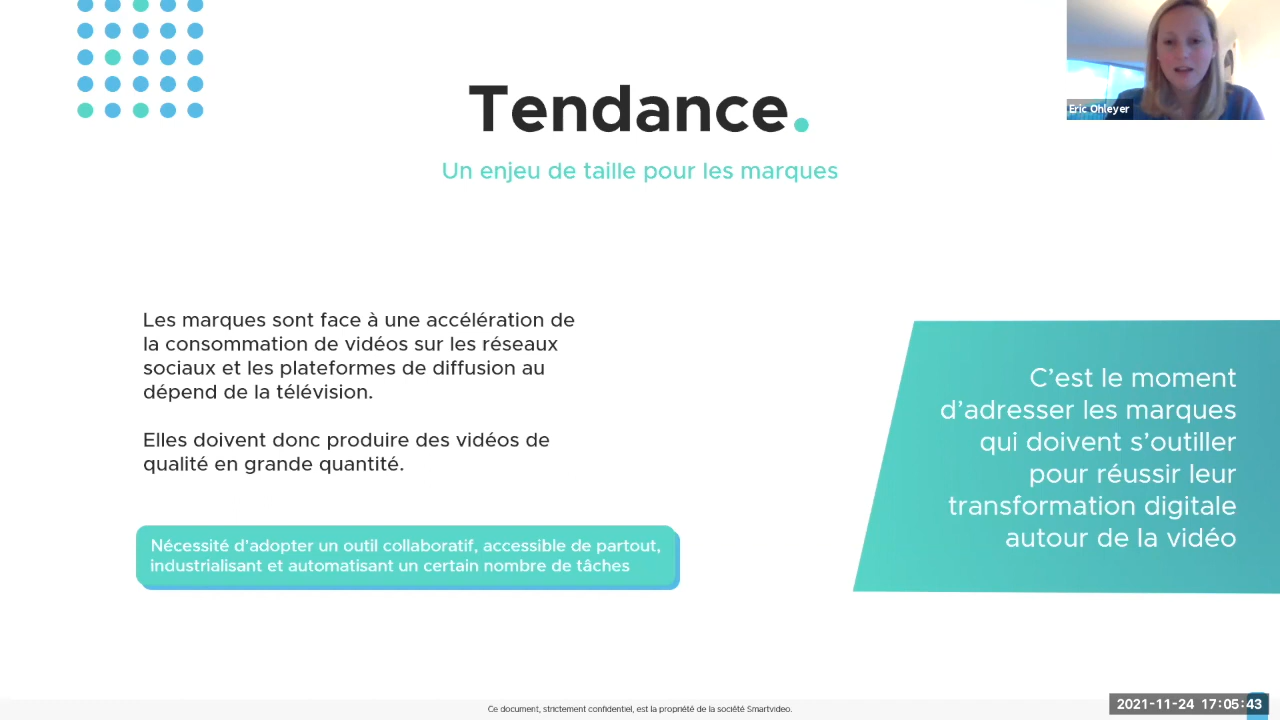 Tendance.
Un enjeu de taille pour les marques
Eric Ohleyer
Les marques sont face à une accélération de
la consommation de vidéos sur les réseaux
sociaux et les plateformes de diffusion au
dépend de la télévision.
Elles doivent donc produire des vidéos de
qualité en grande quantité.
Nécessité d'adopter un outil collaboratif, accessible de partout,
industrialisant et automatisant un certain nombre de tâches
C’est le moment
d’adresser les marques
qui doivent s’outiller
pour réussir leur
transformation digitale
autour de la vidéo
Ce document, strictement confidentiel, est la propriété de la société Smartvideo.
2021-11-24 17:05:43